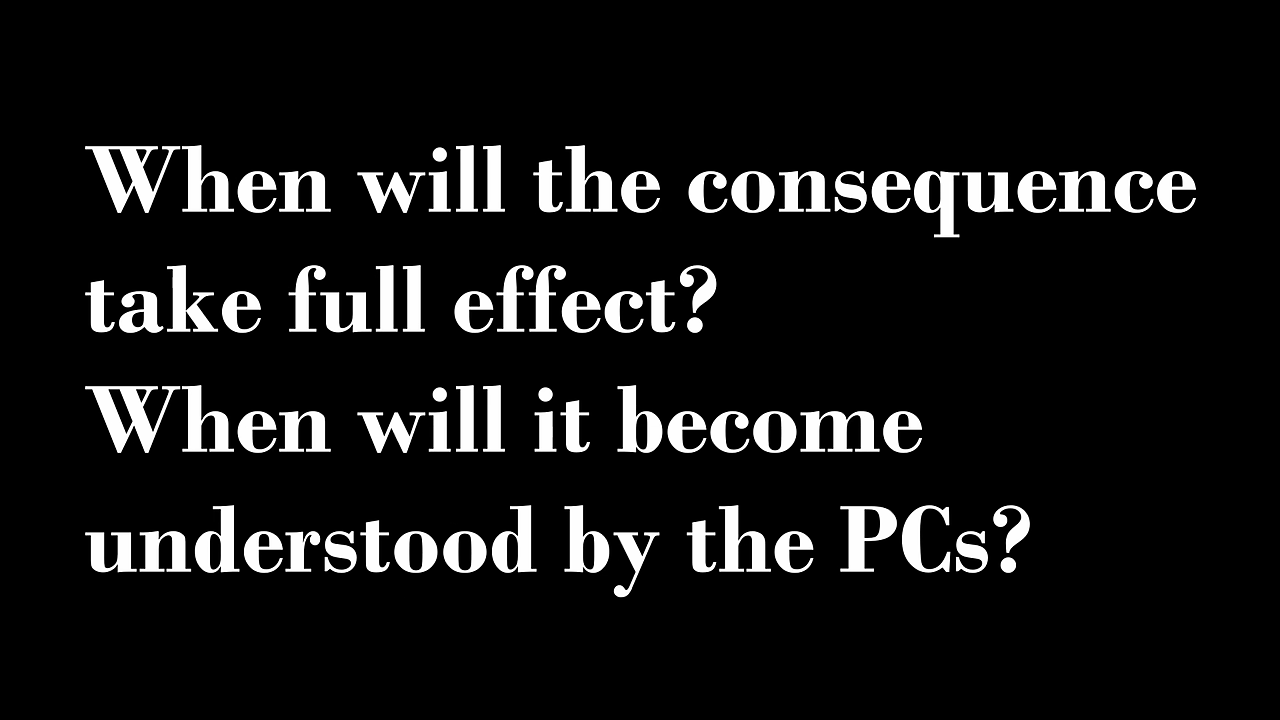 When will the consequence
take full effect?
When will it become
understood by the PCs?